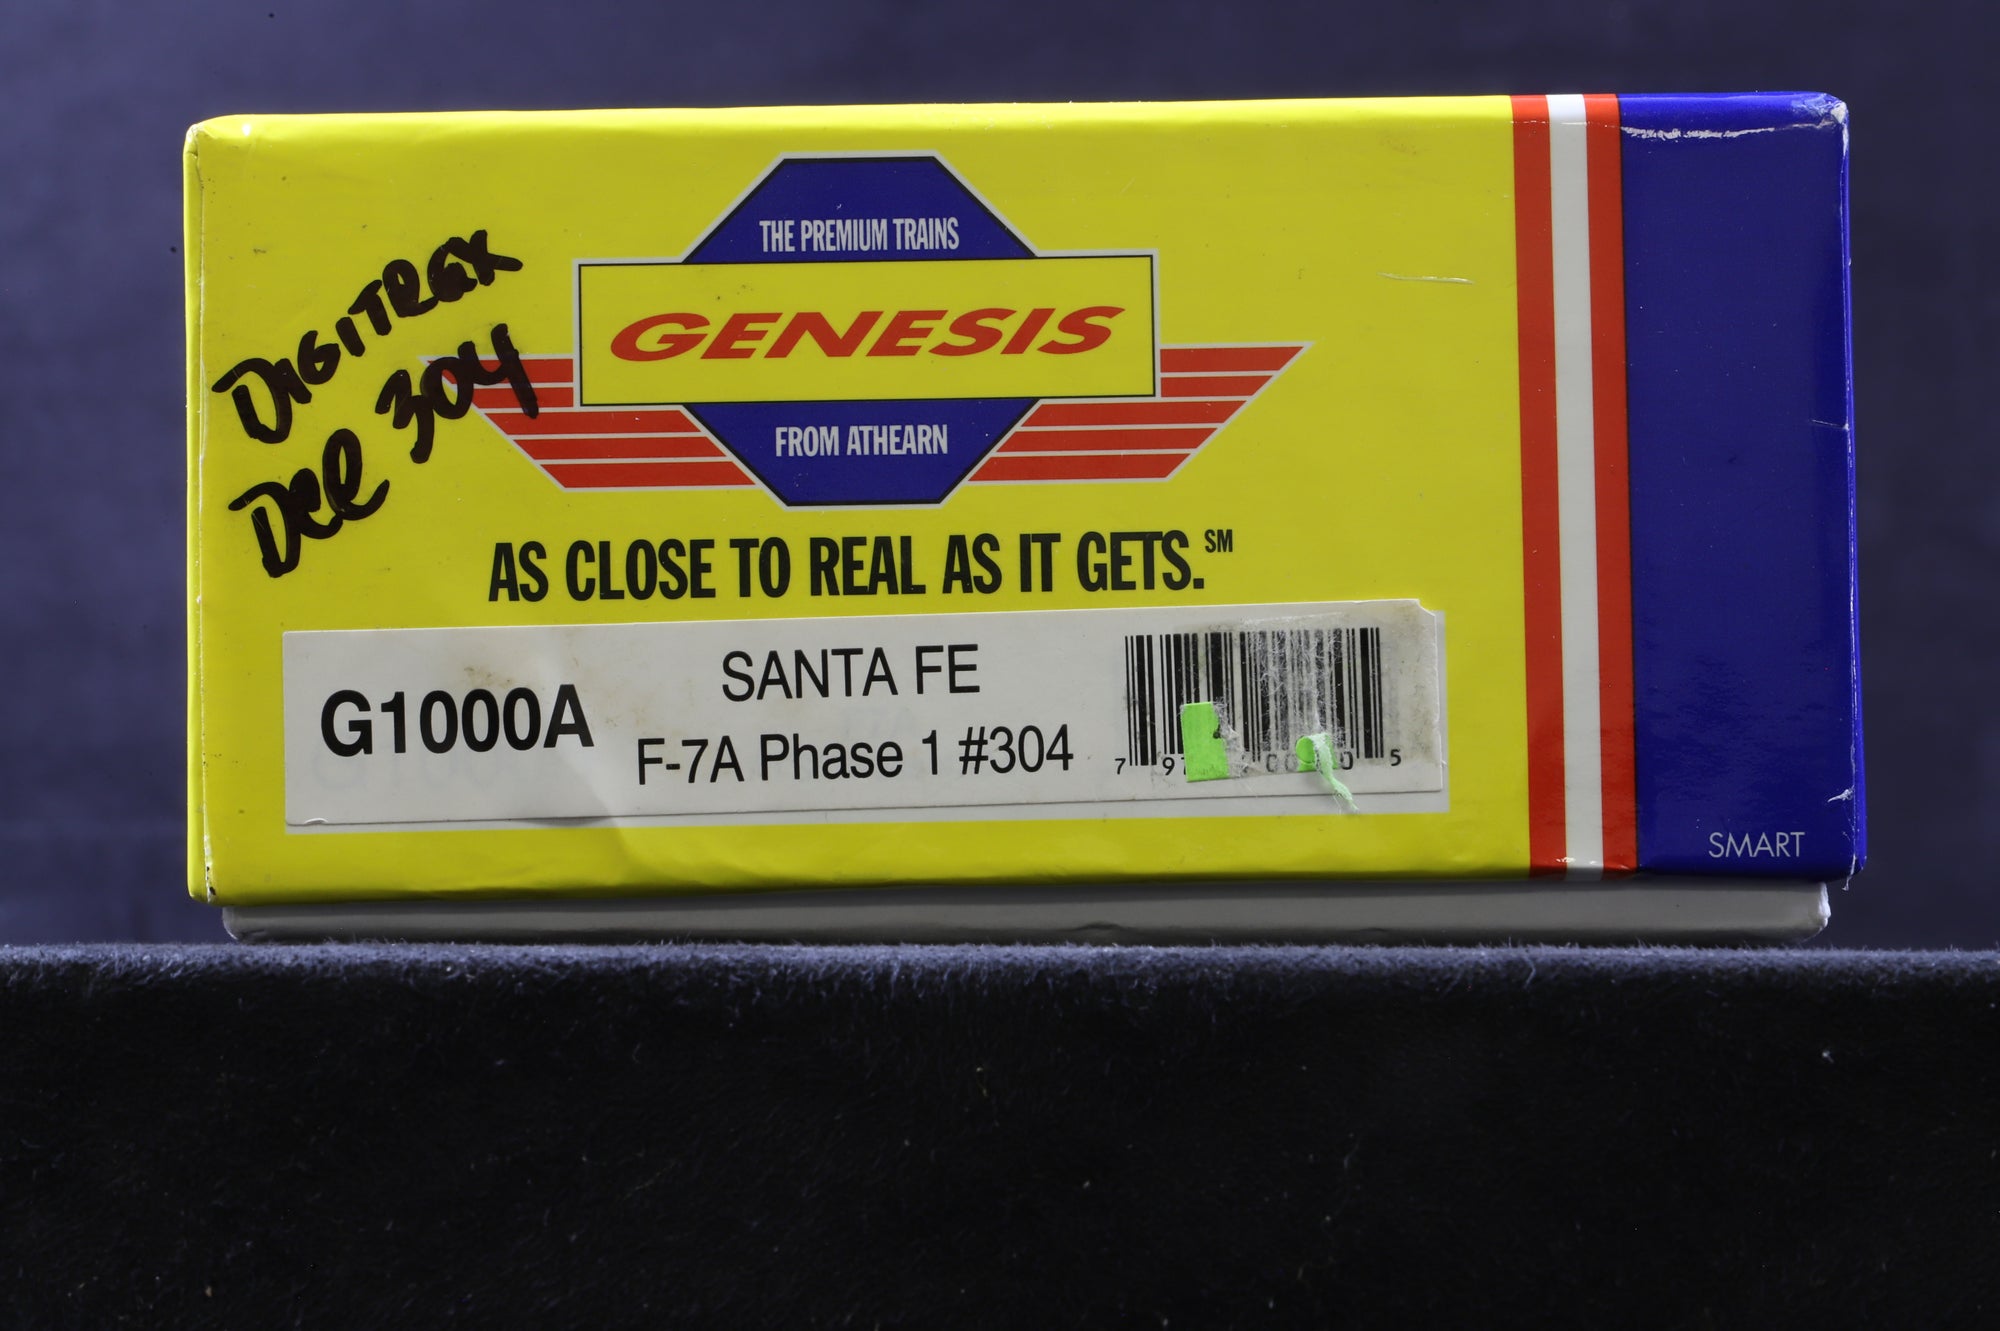 DIGITRax
Dcc 304
THE PREMIUM TRAINS
GENESIS
FROM ATHEARN
AS CLOSE TO REAL AS IT GETS.℠
G1000A
SANTA FE
F-7A Phase 1 #304
SMART